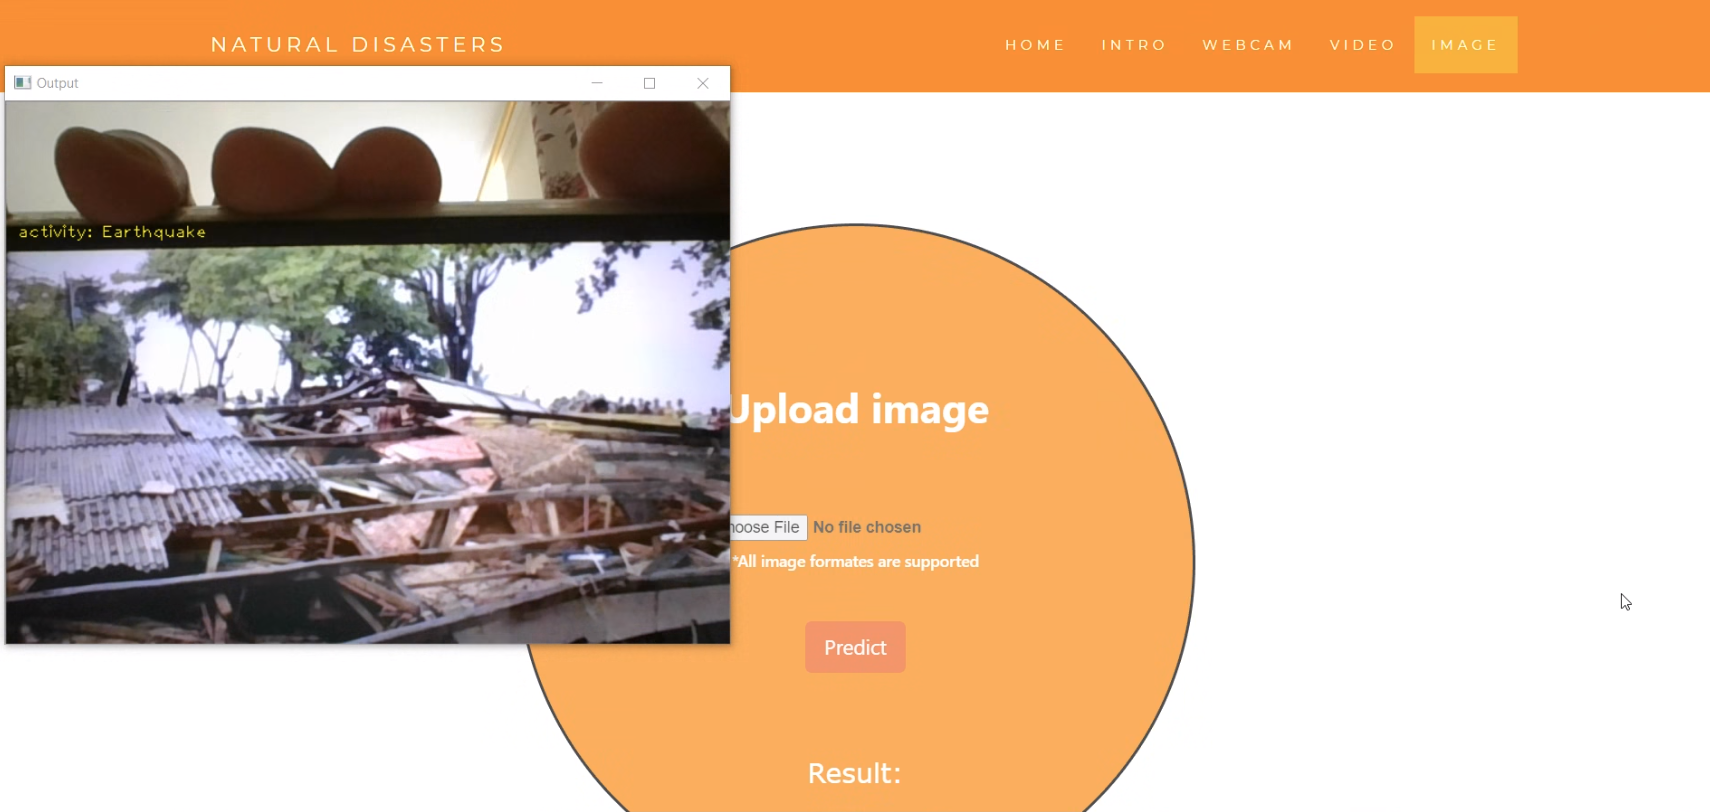 NATURAL DISASTERS
HOME INTRO WEBCAM VIDEO IMAGE
Output
activity: Earthquake
Upload image
hoose File No file chosen
*All image formates are supported
Predict
Result: